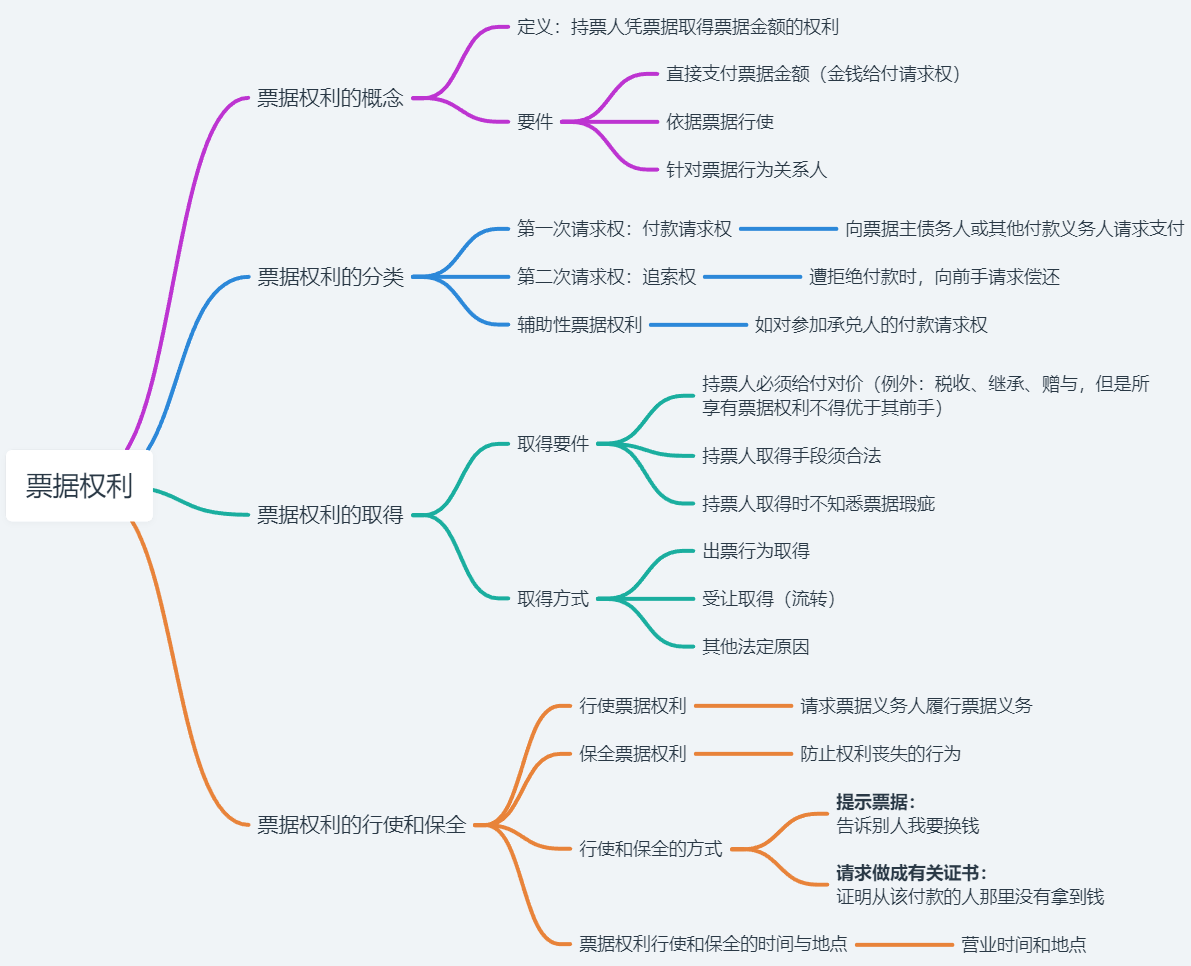 票据权利
票据权利的概念
定义：持票人凭票据取得票据金额的权利
要件
直接支付票据金额（金钱给付请求权）
依据票据行使
针对票据行为关系人
票据权利的分类
第一次请求权：付款请求权
向票据主债务人或其他付款义务人请求支付
第二次请求权：追索权
遭拒绝付款时，向前手请求偿还
辅助性票据权利
如对参加承兑人的付款请求权
票据权利的取得
取得要件
持票人必须给付对价（例外：税收、继承、赠与，但是所
享有票据权利不得优于其前手）
持票人取得手段须合法
持票人取得时不知悉票据瑕疵
取得方式
出票行为取得
受让取得（流转）
其他法定原因
票据权利的行使和保全
行使票据权利
请求票据义务人履行票据义务
保全票据权利
防止权利丧失的行为
行使和保全的方式
提示票据：
告诉别人我要换钱
请求做成有关证书：
证明从该付款的人那里没有拿到钱
票据权利行使和保全的时间与地点
营业时间和地点